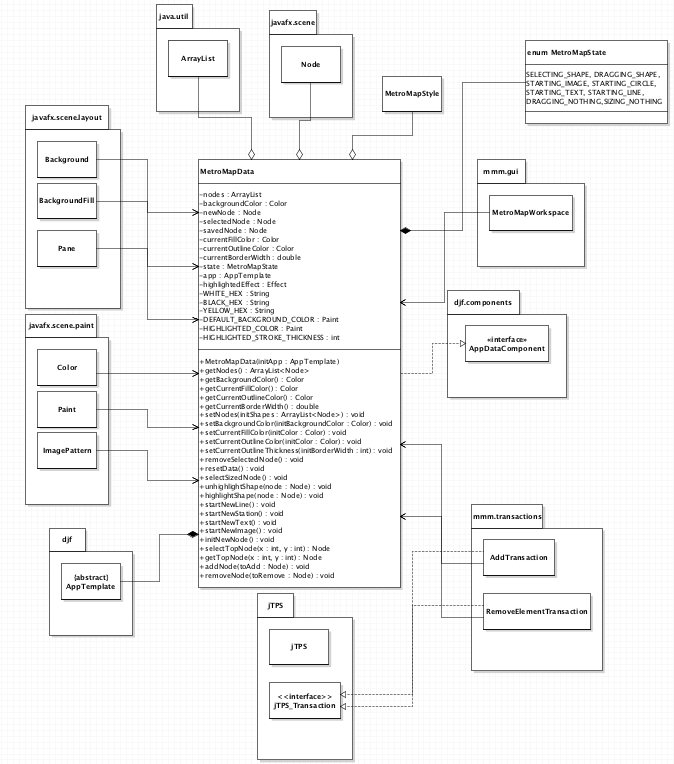 java.util
ArrayList
javafx.scene
Node
MetroMapStyle
enum MetroMapState
SELECTING_SHAPE, DRAGGING_SHAPE,
STARTING_IMAGE, STARTING_CIRCLE,
STARTING_TEXT, STARTING_LINE,
DRAGGING_NOTHING,SIZING_NOTHING
javafx.scene.layout
Background
BackgroundFill
Pane
javafx.scene.paint
Color
Paint
ImagePattern
djf
{abstract}
AppTemplate
MetroMapData
-nodes : ArrayList
-backgroundColor : Color
-newNode : Node
-selectedNode : Node
-savedNode : Node
-currentFillColor : Color
-currentOutlineColor : Color
-currentBorderWidth : double
-state : MetroMapState
-app : AppTemplate
-highlightedEffect : Effect
-WHITE_HEX : String
-BLACK_HEX : String
-YELLOW_HEX : String
-DEFAULT_BACKGROUND_COLOR : Paint
-HIGHLIGHTED_COLOR : Paint
-HIGHLIGHTED_STROKE_THICKNESS : int
+MetroMapData(initApp : AppTemplate)
+getNodes() : ArrayList<Node>
+getBackgroundColor() : Color
+getCurrentFillColor() : Color
+getCurrentOutlineColor() : Color
+getCurrentBorderWidth() : double
+setNodes(initShapes : ArrayList<Node>) : void
+setBackgroundColor(initBackgroundColor : Color) : void
+setCurrentFillColor(initColor : Color) : void
+setCurrentOutlineColor(initColor : Color) : void
+setCurrentOutlineThickness(initBorderWidth : int) : void
+removeSelectedNode() : void
+resetData() : void
+selectSizedNode() : void
+unhighlightShape(node : Node) : void
+highlightShape(node : Node) : void
+startNewLine() : void
+startNewStation() : void
+startNewText() : void
+startNewImage() : void
+initNewNode() : void
+selectTopNode(x : int, y : int) : Node
+getTopNode(x : int, y : int) : Node
+addNode(toAdd : Node) : void
+removeNode(toRemove : Node) : void
mmm.gui
MetroMapWorkspace
djf.components
«interface»
AppDataComponent
mmm.transactions
AddTransaction
RemoveElementTransaction
jTPS
jTPS
<<interface>>
jTPS_Transaction